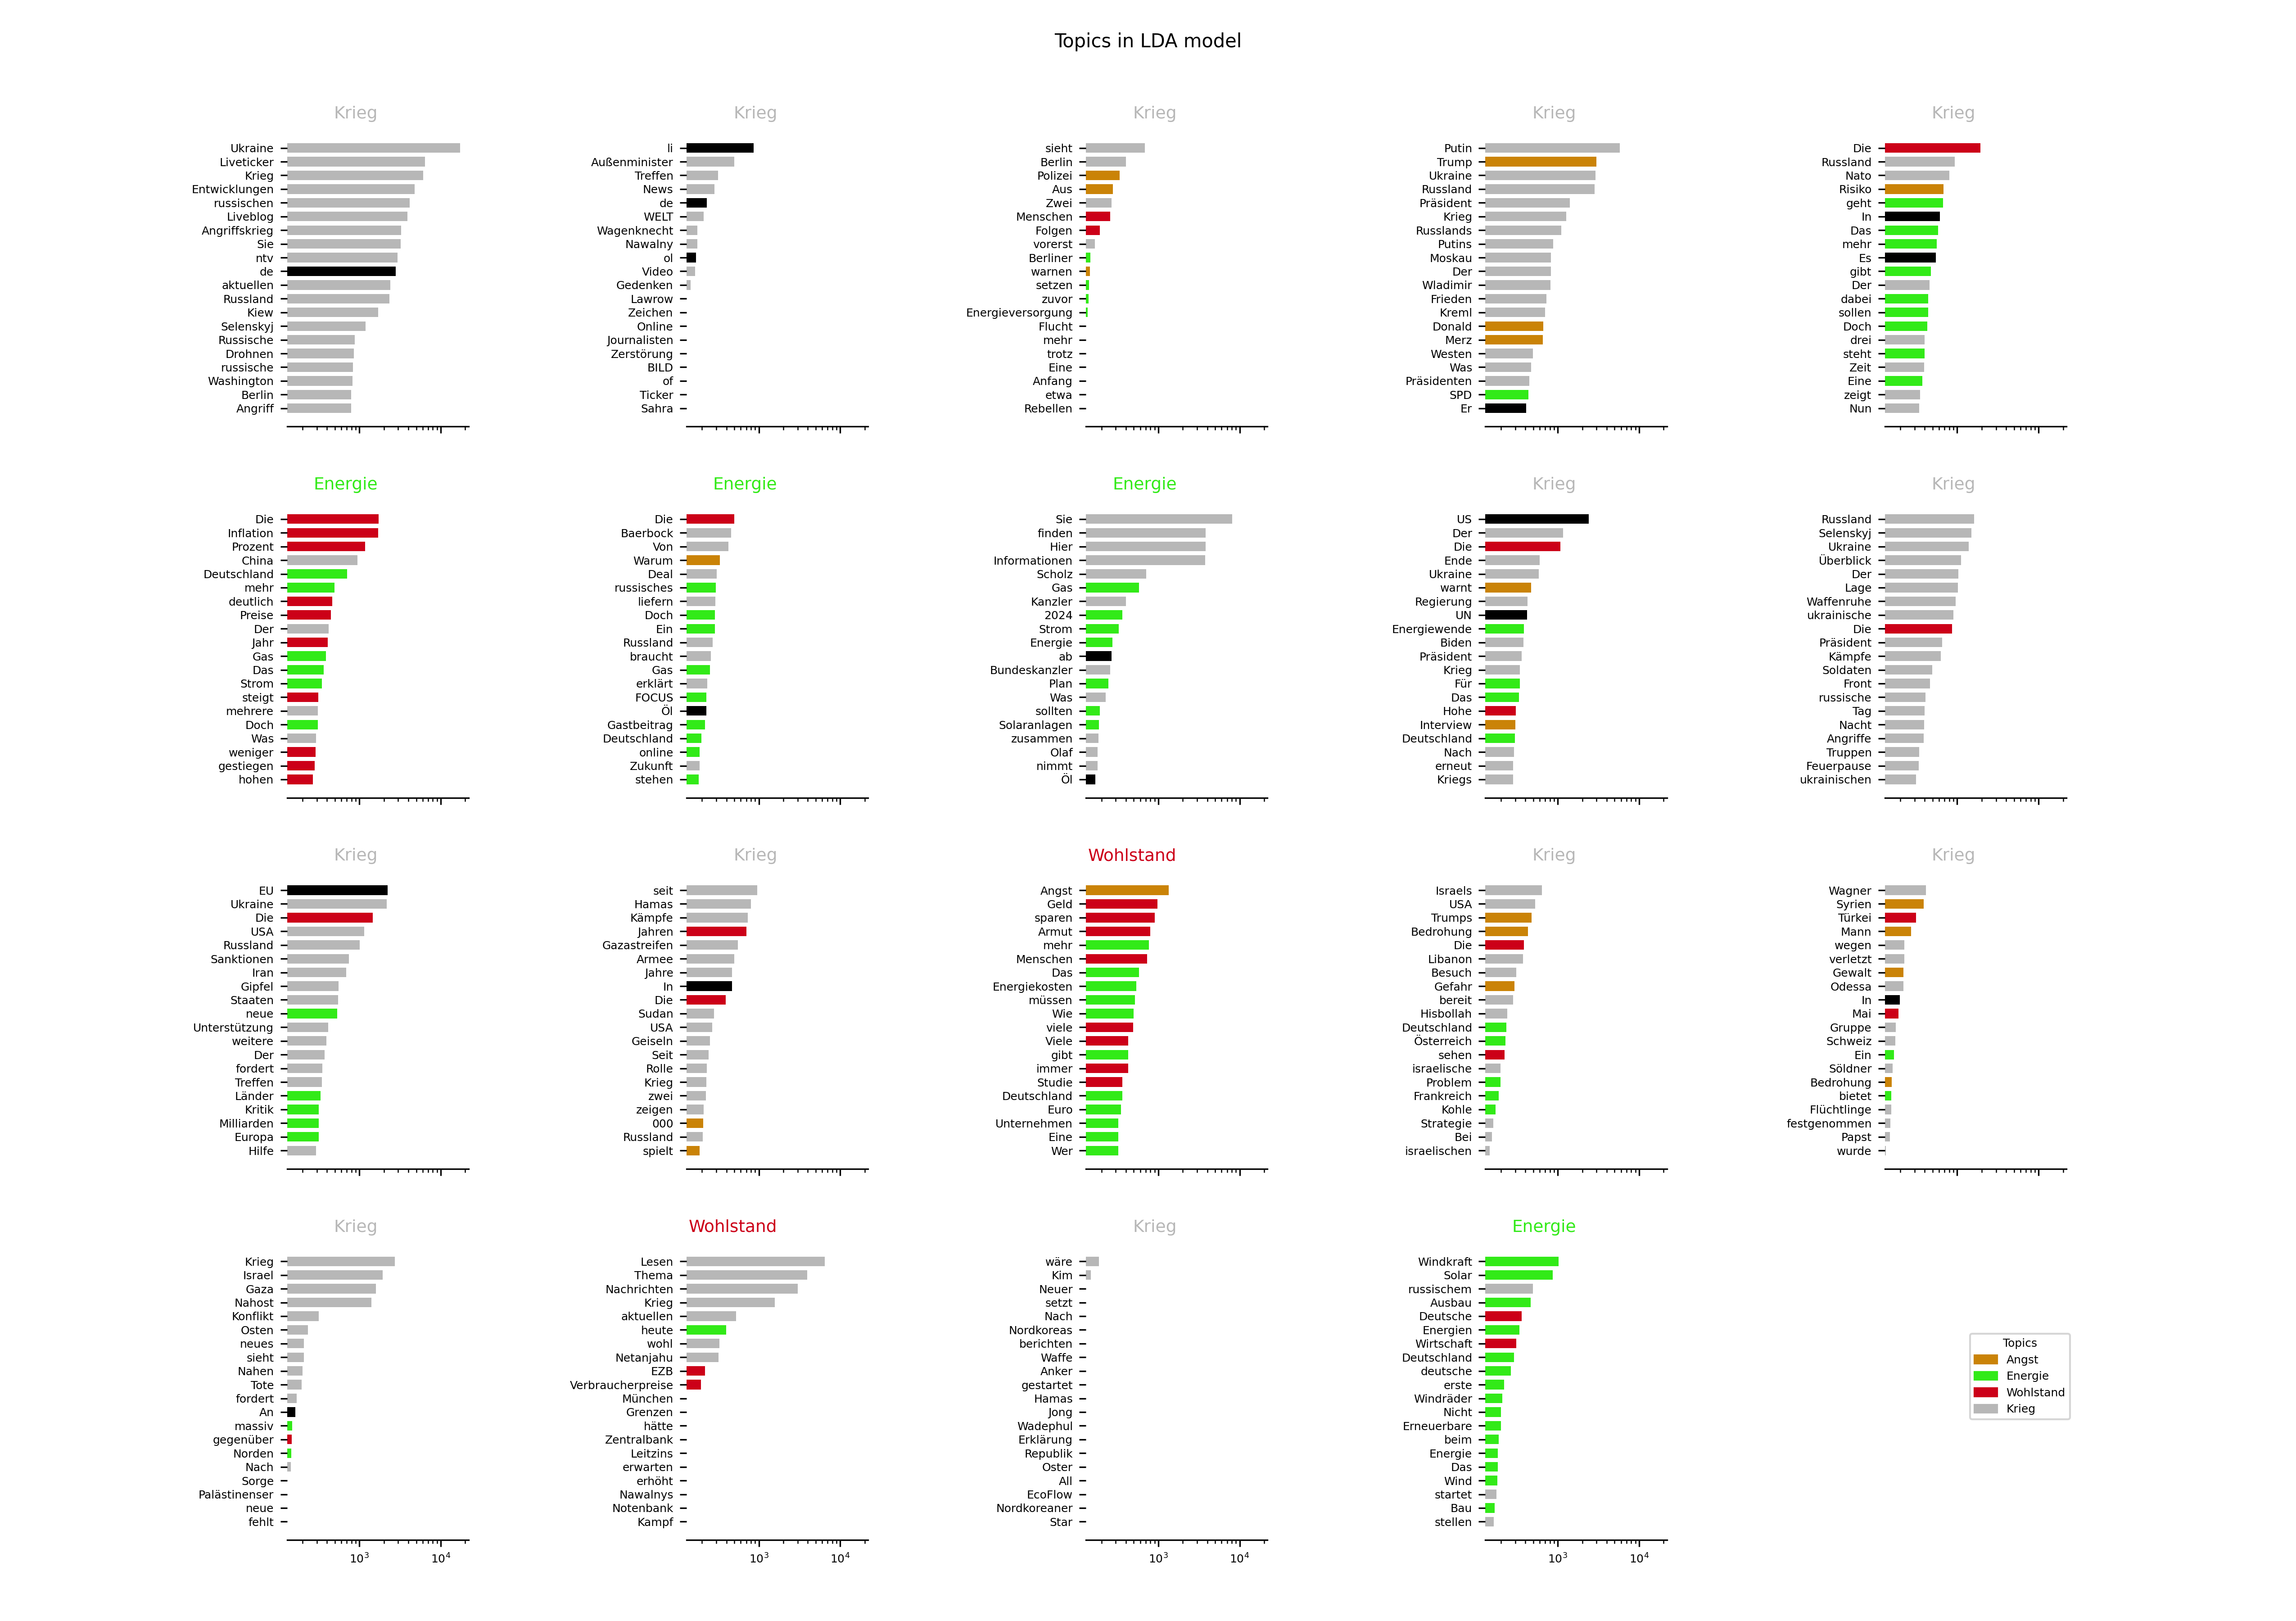 Topics in LDA model
Krieg
Ukraine
Liveticker
Krieg
Entwicklungen
russischen
Liveblog
Angriffskrieg
Sie
ntv
de
aktuellen
Russland
Kiew
Selenskyj
Russische
Drohnen
russische
Washington
Berlin
Angriff
Krieg
li
Außenminister
Treffen
News
de
WELT
Wagenknecht
Nawalny
ol
Video
Gedenken
Lawrow
Zeichen
Online
Journalisten
Zerstörung
BILD
of
Ticker
Sahra
Krieg
sieht
Berlin
Polizei
Aus
Zwei
Menschen
Folgen
vorerst
Berliner
warnen
setzen
zuvor
Energieversorgung
Flucht
mehr
trotz
Eine
Anfang
etwa
Rebellen
Krieg
Putin
Trump
Ukraine
Russland
Präsident
Krieg
Russlands
Putins
Moskau
Der
Wladimir
Frieden
Kreml
Donald
Merz
Westen
Was
Präsidenten
SPD
Er
Krieg
Die
Russland
Nato
Risiko
geht
In
Das
mehr
Es
gibt
Der
dabei
sollen
Doch
drei
steht
Zeit
Eine
zeigt
Nun
Energie
Die
Inflation
Prozent
China
Deutschland
mehr
deutlich
Preise
Der
Jahr
Gas
Das
Strom
steigt
mehrere
Doch
Was
weniger
gestiegen
hohen
Energie
Die
Baerbock
Von
Warum
Deal
russisches
liefern
Doch
Ein
Russland
braucht
Gas
erklärt
FOCUS
Öl
Gastbeitrag
Deutschland
online
Zukunft
stehen
Energie
Sie
finden
Hier
Informationen
Scholz
Gas
Kanzler
2024
Strom
Energie
ab
Bundeskanzler
Plan
Was
sollten
Solaranlagen
zusammen
Olaf
nimmt
Öl
Krieg
US
Der
Die
Ende
Ukraine
warnt
Regierung
UN
Energiewende
Biden
Präsident
Krieg
Für
Das
Hohe
Interview
Deutschland
Nach
erneut
Kriegs
Krieg
Russland
Selenskyj
Ukraine
Überblick
Der
Lage
Waffenruhe
ukrainische
Die
Präsident
Kämpfe
Soldaten
Front
russische
Tag
Nacht
Angriffe
Truppen
Feuerpause
ukrainischen
Krieg
EU
Ukraine
Die
USA
Russland
Sanktionen
Iran
Gipfel
Staaten
neue
Unterstützung
weitere
Der
fordert
Treffen
Länder
Kritik
Milliarden
Europa
Hilfe
Krieg
seit
Hamas
Kämpfe
Jahren
Gazastreifen
Armee
Jahre
In
Die
Sudan
USA
Geiseln
Seit
Rolle
Krieg
zwei
zeigen
000
Russland
spielt
Wohlstand
Angst
Geld
sparen
Armut
mehr
Menschen
Das
Energiekosten
müssen
Wie
viele
Viele
gibt
immer
Studie
Deutschland
Euro
Unternehmen
Eine
Wer
Krieg
Israels
USA
Trumps
Bedrohung
Die
Libanon
Besuch
Gefahr
bereit
Hisbollah
Deutschland
Österreich
sehen
israelische
Problem
Frankreich
Kohle
Strategie
Bei
israelischen
Krieg
Wagner
Syrien
Türkei
Mann
wegen
verletzt
Gewalt
Odessa
In
Mai
Gruppe
Schweiz
Ein
Söldner
Bedrohung
bietet
Flüchtlinge
festgenommen
Papst
wurde
Krieg
Krieg
Israel
Gaza
Nahost
Konflikt
Osten
neues
sieht
Nahen
Tote
fordert
An
massiv
gegenüber
Norden
Nach
Sorge
Palästinenser
neue
fehlt
10³ 10⁴
Wohlstand
Lesen
Thema
Nachrichten
Krieg
aktuellen
heute
wohl
Netanjahu
EZB
Verbraucherpreise
München
Grenzen
hätte
Zentralbank
Leitzins
erwarten
erhöht
Nawalnys
Notenbank
Kampf
10³ 10⁴
Krieg
wäre
Kim
Neuer
setzt
Nach
Nordkoreas
berichten
Waffe
Anker
gestartet
Hamas
Jong
Wadephul
Erklärung
Republik
Oster
All
EcoFlow
Nordkoreaner
Star
10³ 10⁴
Energie
Windkraft
Solar
russischem
Ausbau
Deutsche
Energien
Wirtschaft
Deutschland
deutsche
erste
Windräder
Nicht
Erneuerbare
beim
Energie
Das
Wind
startet
Bau
stellen
10³ 10⁴
Topics
Angst
Energie
Wohlstand
Krieg